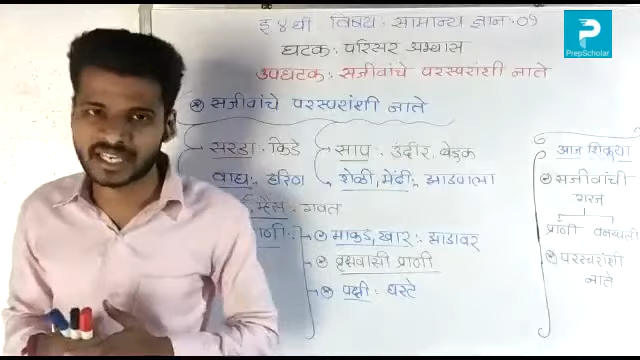 इ ४थी विषय: सामान्य ज्ञान: ०१
PrepScholar
घटक: परिसर अभ्यास
उपघटक: सजीवांचे परस्परांशी नाते
सजीवांचे परस्परांशी नाते
सरडा: किडे
साप: उंदीर, बेडूक
वाघ: हरिण
शेळी, मेंढी: झाडपाला
म्हैस: गवत
माकड, खार: झाडावर
वृक्षवासी प्राणी
पक्षी: घरटे
आज शिकूया
सजीवांची
गरज
प्राणी वनस्पती
परस्परांशी
नाते